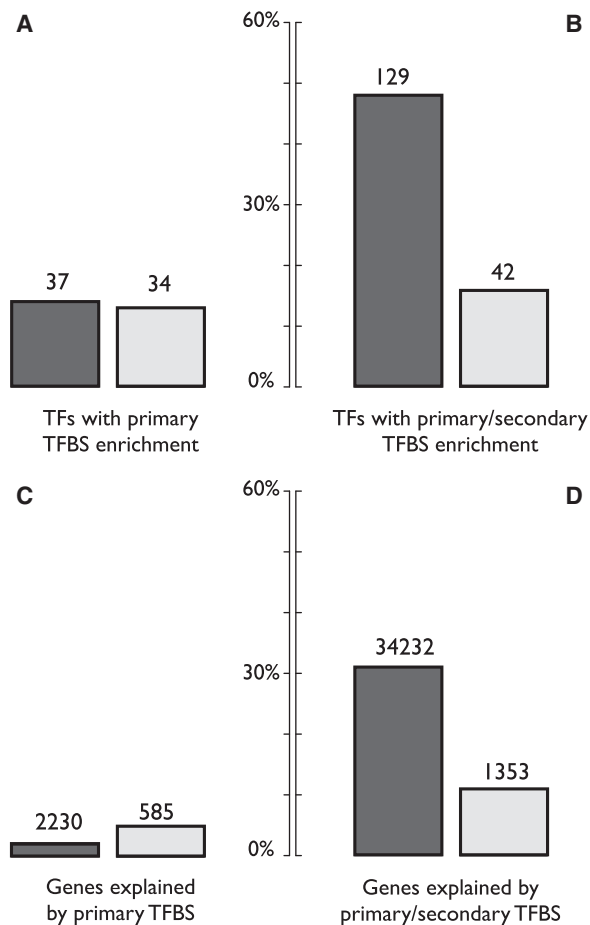 A
60%
B
129
30%
37
34
42
0%
TFs with primary
TFBS enrichment
TFs with primary/secondary
TFBS enrichment
C
60%
D
34232
30%
1353
2230
585
0%
Genes explained
by primary TFBS
Genes explained by
primary/secondary TFBS